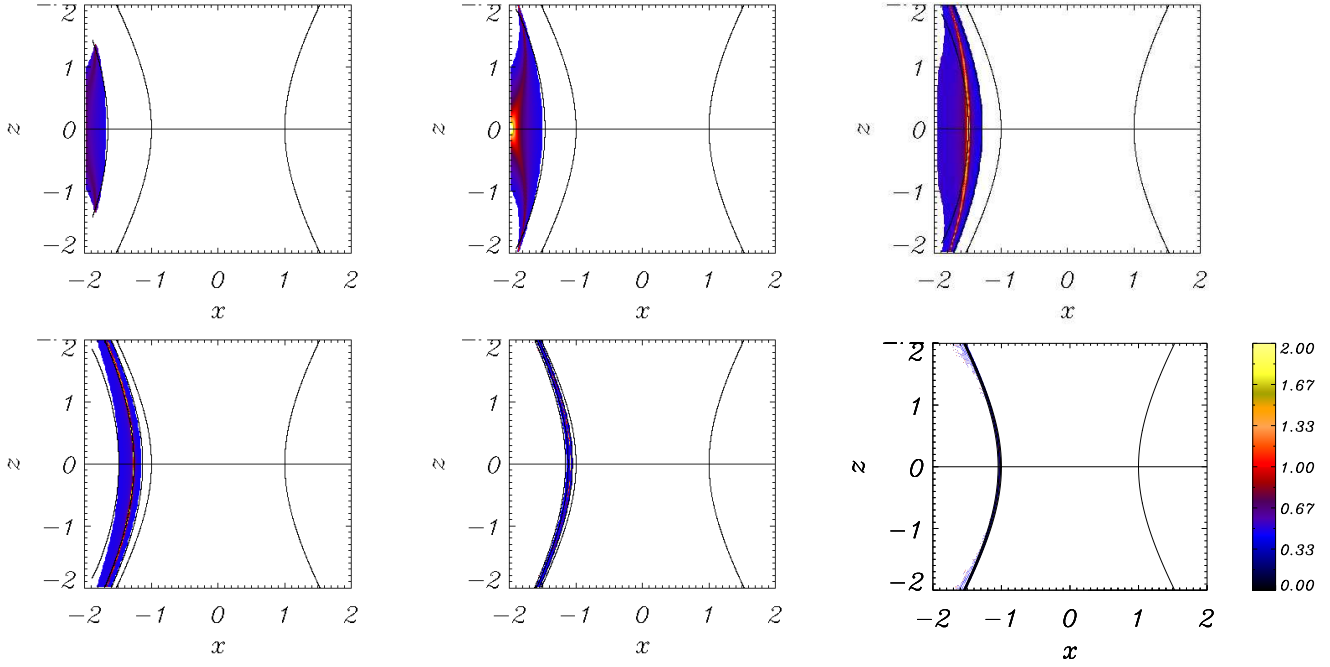 2 2 2
1 1 1
z 0 z 0 z 0
−1 −1 −1
−2 −2 −2
−2 −1 0 1 2 −2 −1 0 1 2 −2 −1 0 1 2
x x x
2 2 2 2.00
1 1 1 1.67
1.33
z 0 z 0 z 0 1.00
0.67
−1 −1 −1 0.33
−2 −2 −2 0.00
−2 −1 0 1 2 −2 −1 0 1 2 −2 −1 0 1 2
x x x